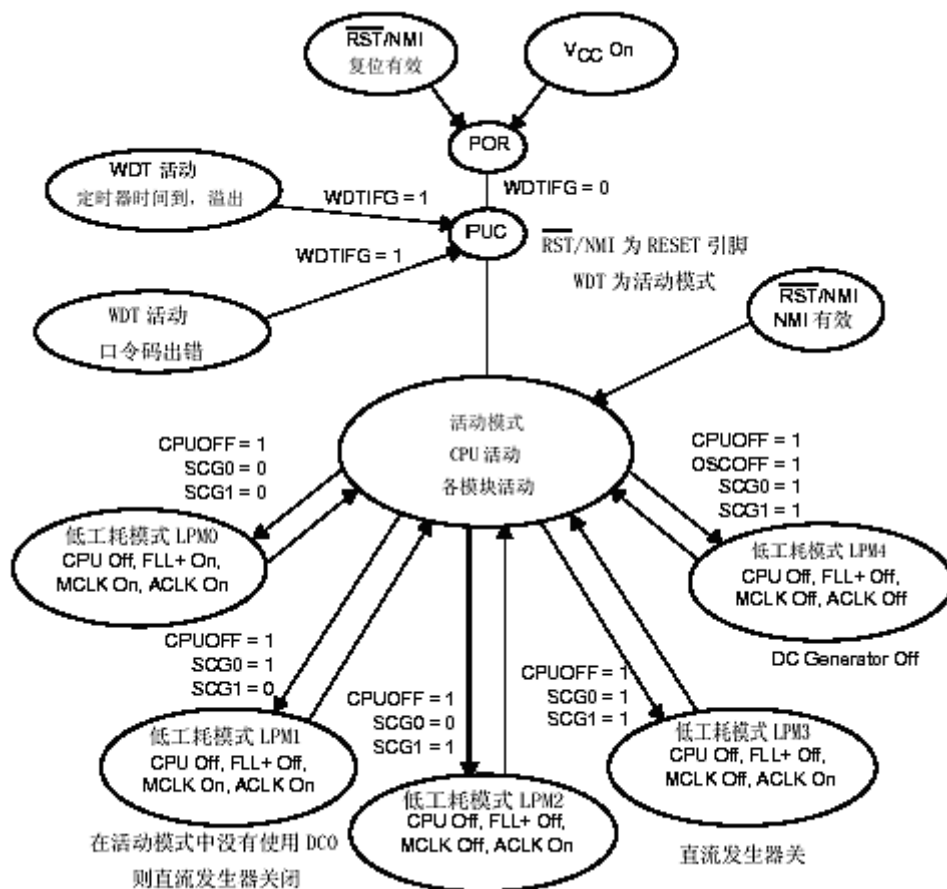 RST/NMI
复位有效
VCC On
POR
WDT 活动
定时器时间到，溢出
WDTIFG = 1
WDTIFG = 0
PUC
RST/NMI 为 RESET 引脚
WDT 为活动模式
WDTIFG = 1
WDT 活动
口令码出错
RST/NMI
NMI 有效
活动模式
CPU 活动
各模块活动
CPUOFF = 1
SCG0 = 0
SCG1 = 0
CPUOFF = 1
OSCOFF = 1
SCG0 = 1
SCG1 = 1
低工耗模式 LPM0
CPU Off, FLL+ On,
MCLK On, ACLK On
低工耗模式 LPM4
CPU Off, FLL+ Off,
MCLK Off, ACLK Off
DC Generator Off
CPUOFF = 1
SCG0 = 1
SCG1 = 0
CPUOFF = 1
SCG0 = 0
SCG1 = 1
CPUOFF = 1
SCG0 = 1
SCG1 = 1
低工耗模式 LPM1
CPU Off, FLL+ Off,
MCLK On, ACLK On
低工耗模式 LPM2
CPU Off, FLL+ Off,
MCLK Off, ACLK On
低工耗模式 LPM3
CPU Off, FLL+ Off,
MCLK Off, ACLK On
在活动模式中没有使用 DCO
则直流发生器关闭
直流发生器关